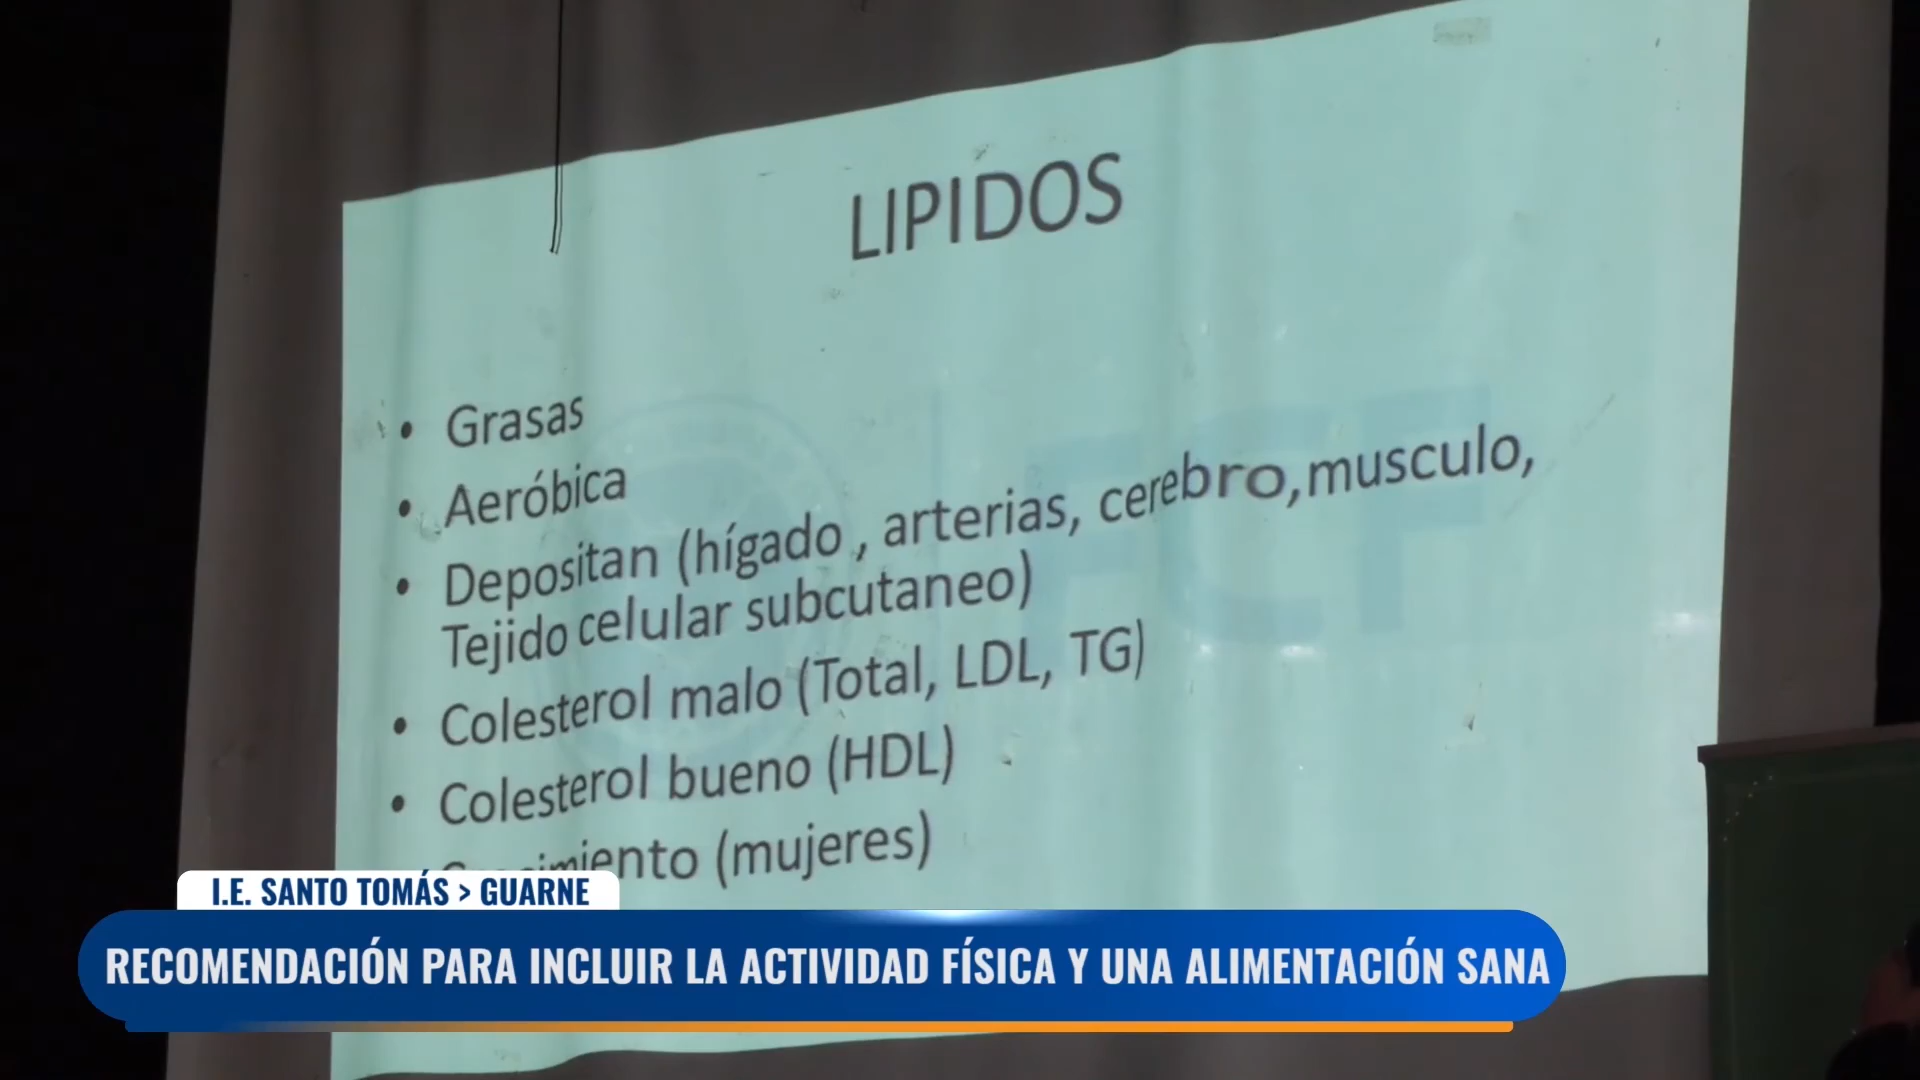 LIPIDOS
• Grasas
• Aeróbica
• Depositan (hígado , arterias, cerebro,musculo,
Tejido celular subcutaneo)
• Colesterol malo (Total, LDL, TG)
• Colesterol bueno (HDL)
(mujeres)
I.E. SANTO TOMÁS > GUARNE
RECOMENDACIÓN PARA INCLUIR LA ACTIVIDAD FÍSICA Y UNA ALIMENTACIÓN SANA